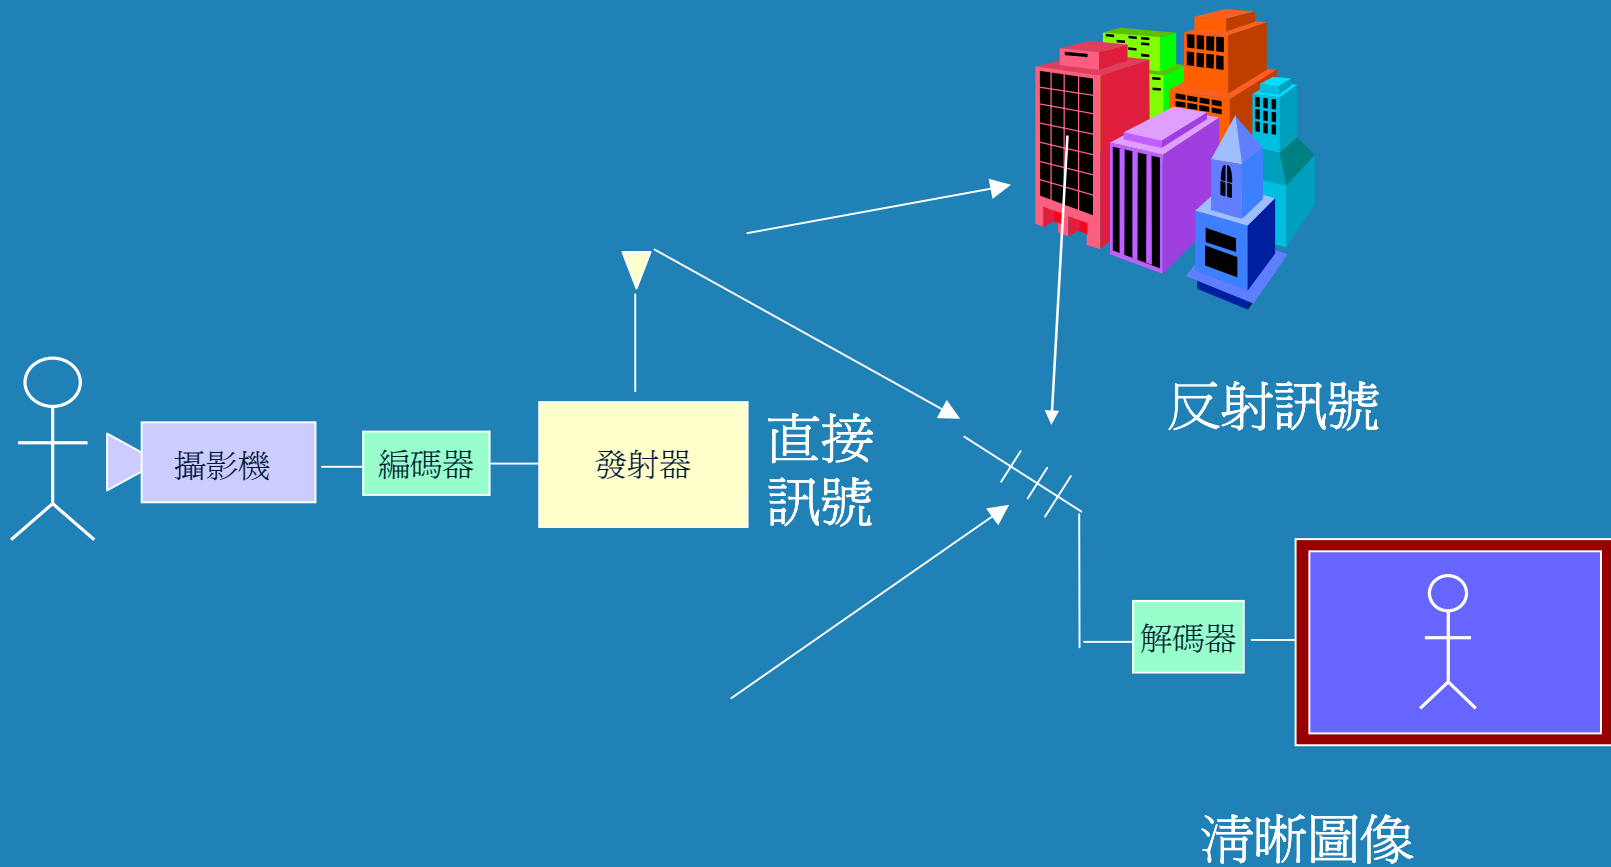 攝影機
編碼器
發射器
直接
訊號
反射訊號
解碼器
清晰圖像